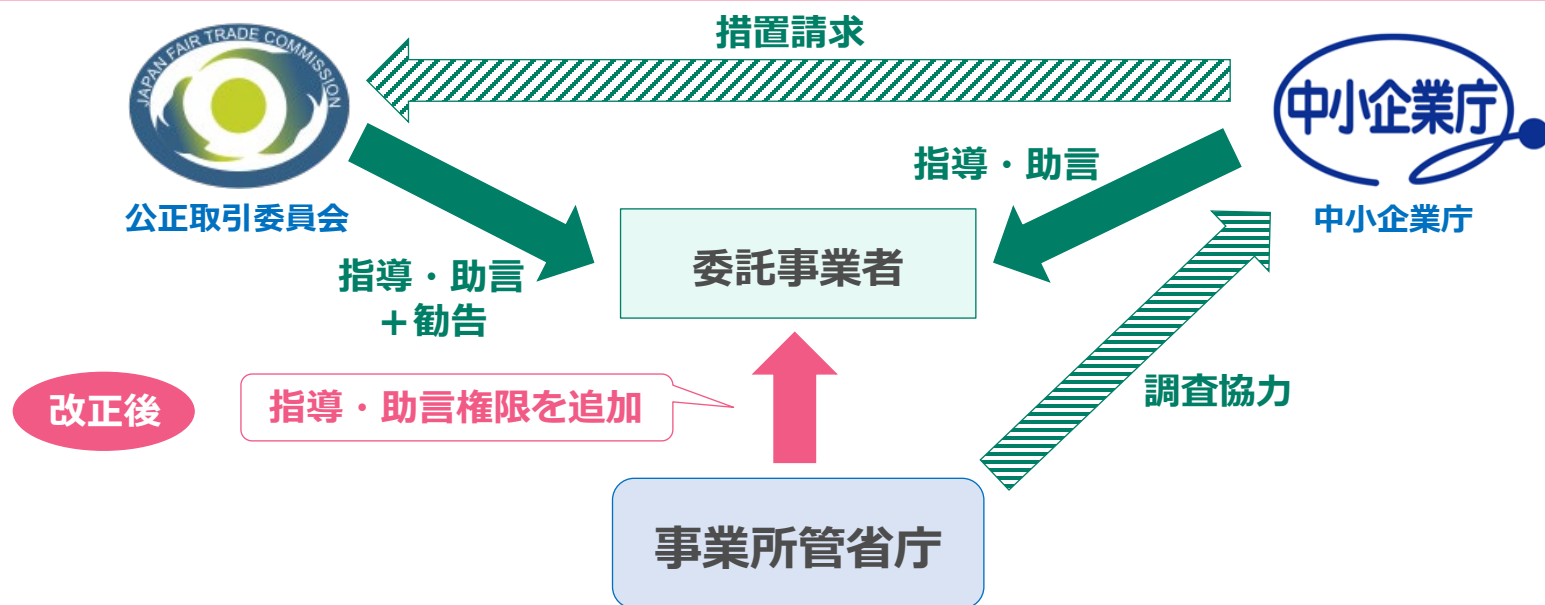 措置請求
JAPAN FAIR TRADE COMMISSION
中小企業庁
指導・助言
公正取引委員会
中小企業庁
委託事業者
指導・助言
＋勧告
改正後
指導・助言権限を追加
調査協力
事業所管省庁